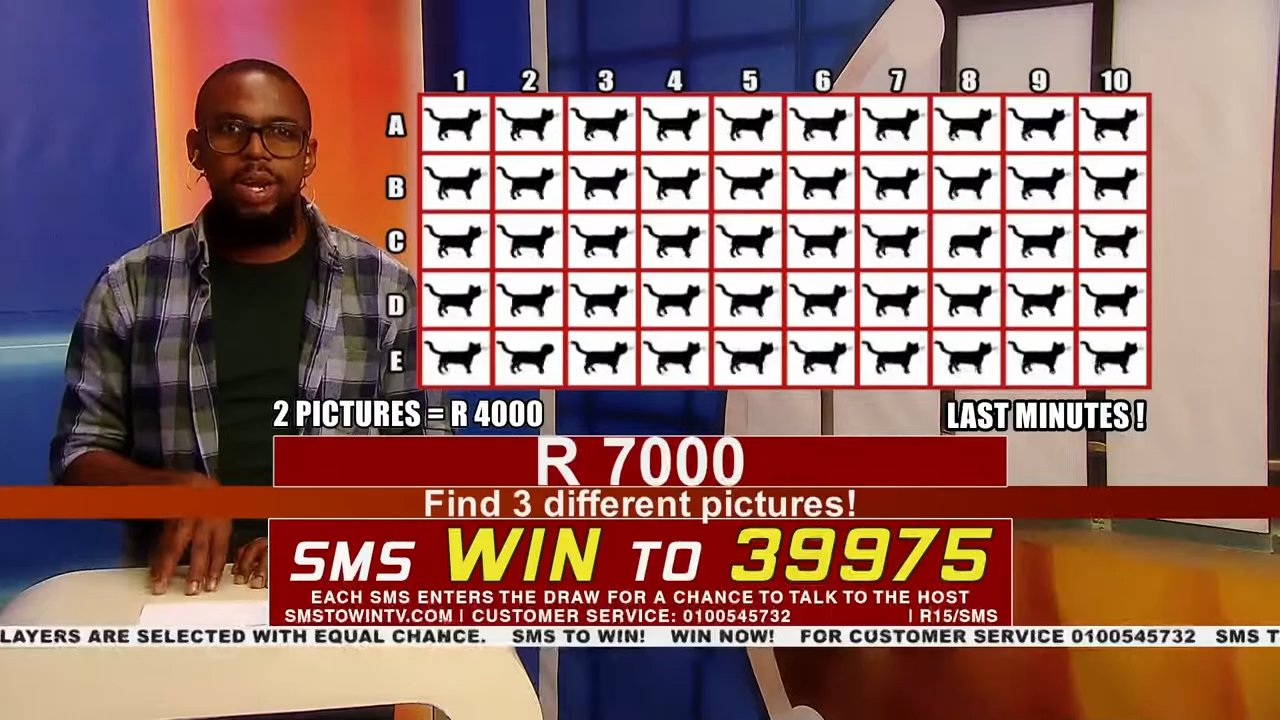 1 2 3 4 5 6 7 8 9 10
A
B
C
D
E
2 PICTURES = R 4000
LAST MINUTES !
R 7000
Find 3 different pictures!
SMS WIN TO 39975
EACH SMS ENTERS THE DRAW FOR A CHANCE TO TALK TO THE HOST
SMSTOWINTV.COM | CUSTOMER SERVICE: 0100545732 | R15/SMS
LAYERS ARE SELECTED WITH EQUAL CHANCE. SMS TO WIN! WIN NOW! FOR CUSTOMER SERVICE 0100545732 SMS T